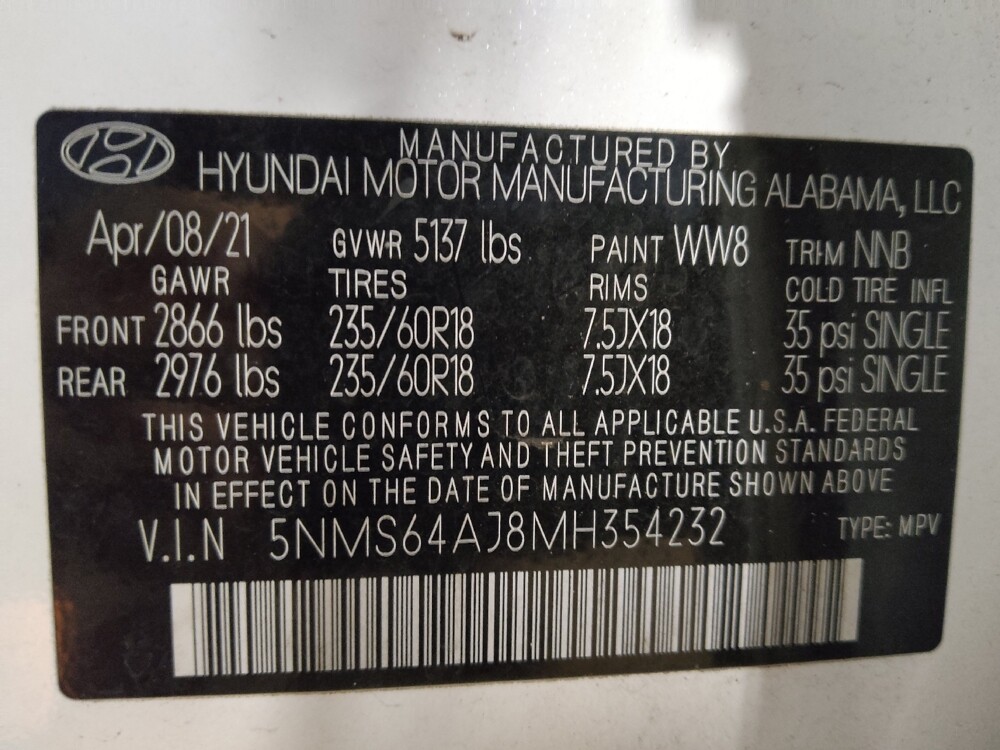 MANUFACTURED BY
HYUNDAI MOTOR MANUFACTURING ALABAMA, LLC
Apr/08/21 GVWR 5137 lbs PAINT WW8 TRIM NNB
GAWR TIRES RIMS COLD TIRE INFL
FRONT 2866 lbs 235/60R18 7.5JX18 35 psi SINGLE
REAR 2976 lbs 235/60R18 7.5JX18 35 psi SINGLE
THIS VEHICLE CONFORMS TO ALL APPLICABLE U.S.A. FEDERAL
MOTOR VEHICLE SAFETY AND THEFT PREVENTION STANDARDS
IN EFFECT ON THE DATE OF MANUFACTURE SHOWN ABOVE
V.I.N 5NMS64AJ8MH354232 TYPE: MPV